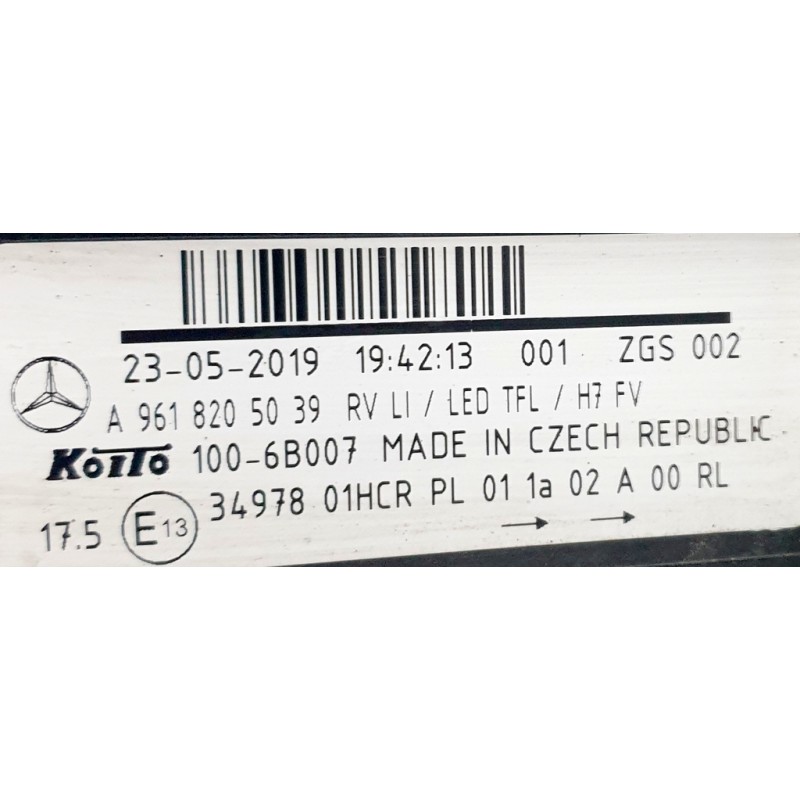 23-05-2019 19:42:13 001 ZGS 002
A 961 820 50 39 RV LI / LED TFL / H7 FV
KOITO 100-6B007 MADE IN CZECH REPUBLIC
17.5 E13 34978 01HCR PL 01 1a 02 A 00 RL